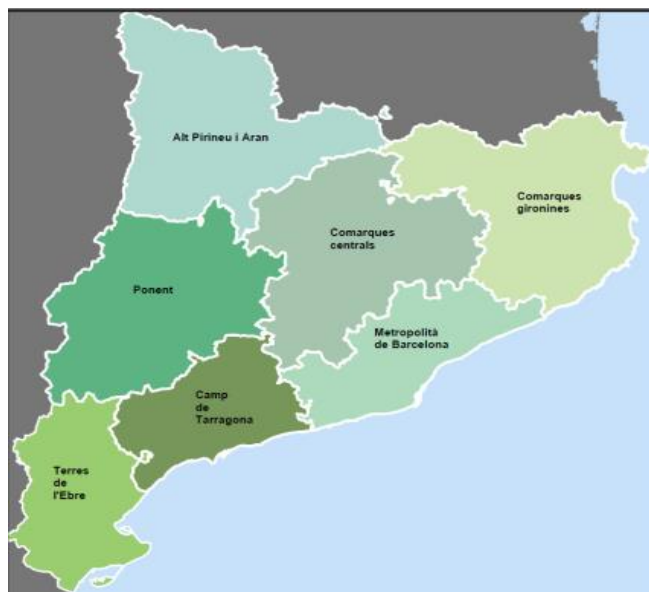 Alt Pirineu i Aran
Comarques
gironines
Comarques
centrals
Ponent
Metropolità
de Barcelona
Camp
de
Tarragona
Terres
de
l'Ebre